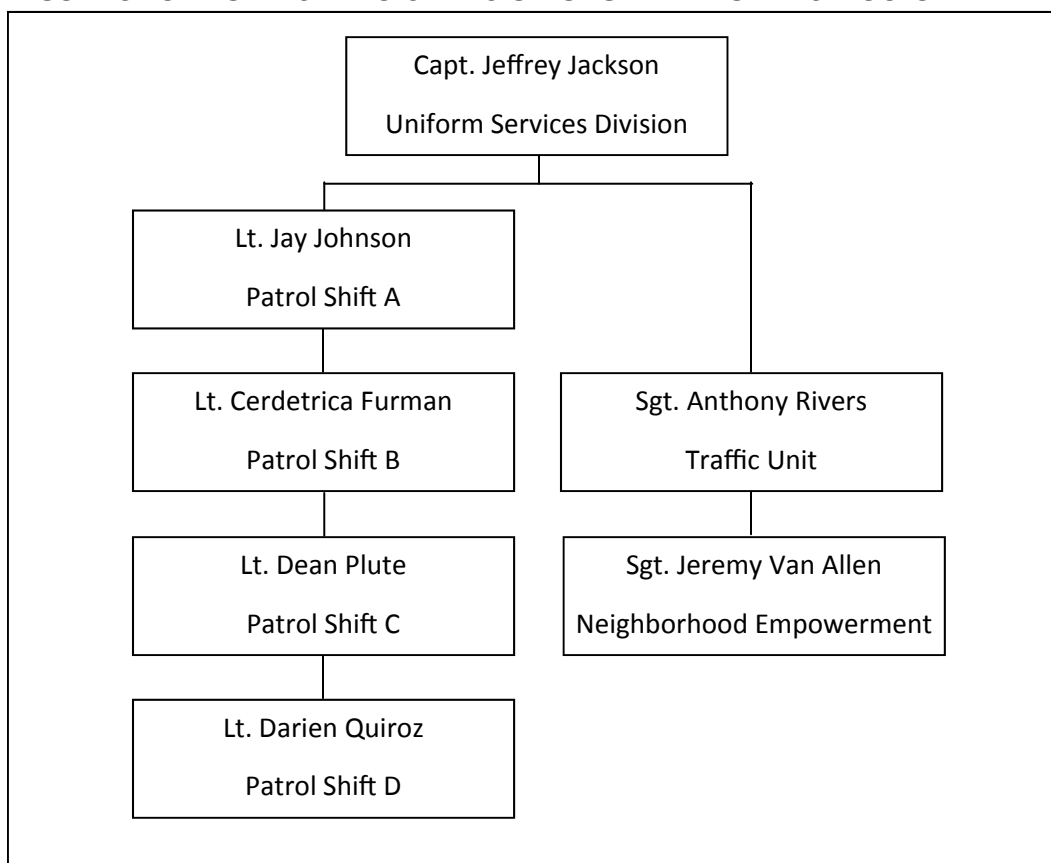 Capt. Jeffrey Jackson
Uniform Services Division
Lt. Jay Johnson
Patrol Shift A
Lt. Cerdetrica Furman
Patrol Shift B
Sgt. Anthony Rivers
Traffic Unit
Lt. Dean Plute
Patrol Shift C
Sgt. Jeremy Van Allen
Neighborhood Empowerment
Lt. Darien Quiroz
Patrol Shift D